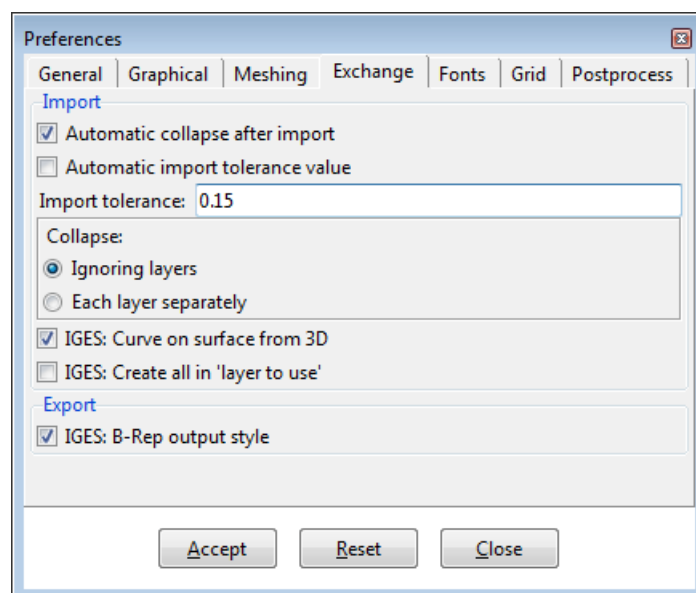 Preferences
General Graphical Meshing Exchange Fonts Grid Postprocess
Import
Automatic collapse after import
Automatic import tolerance value
Import tolerance: 0.15
Collapse:
Ignoring layers
Each layer separately
IGES: Curve on surface from 3D
IGES: Create all in 'layer to use'
Export
IGES: B-Rep output style
Accept Reset Close